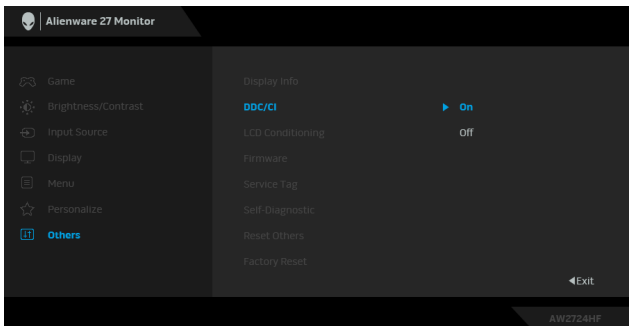 Alienware 27 Monitor
Game
Brightness/Contrast
Input Source
Display
Menu
Personalize
Others
Display Info
DDC/CI
LCD Conditioning
Firmware
Service Tag
Self-Diagnostic
Reset Others
Factory Reset
On
Off
Exit
AW2724HF